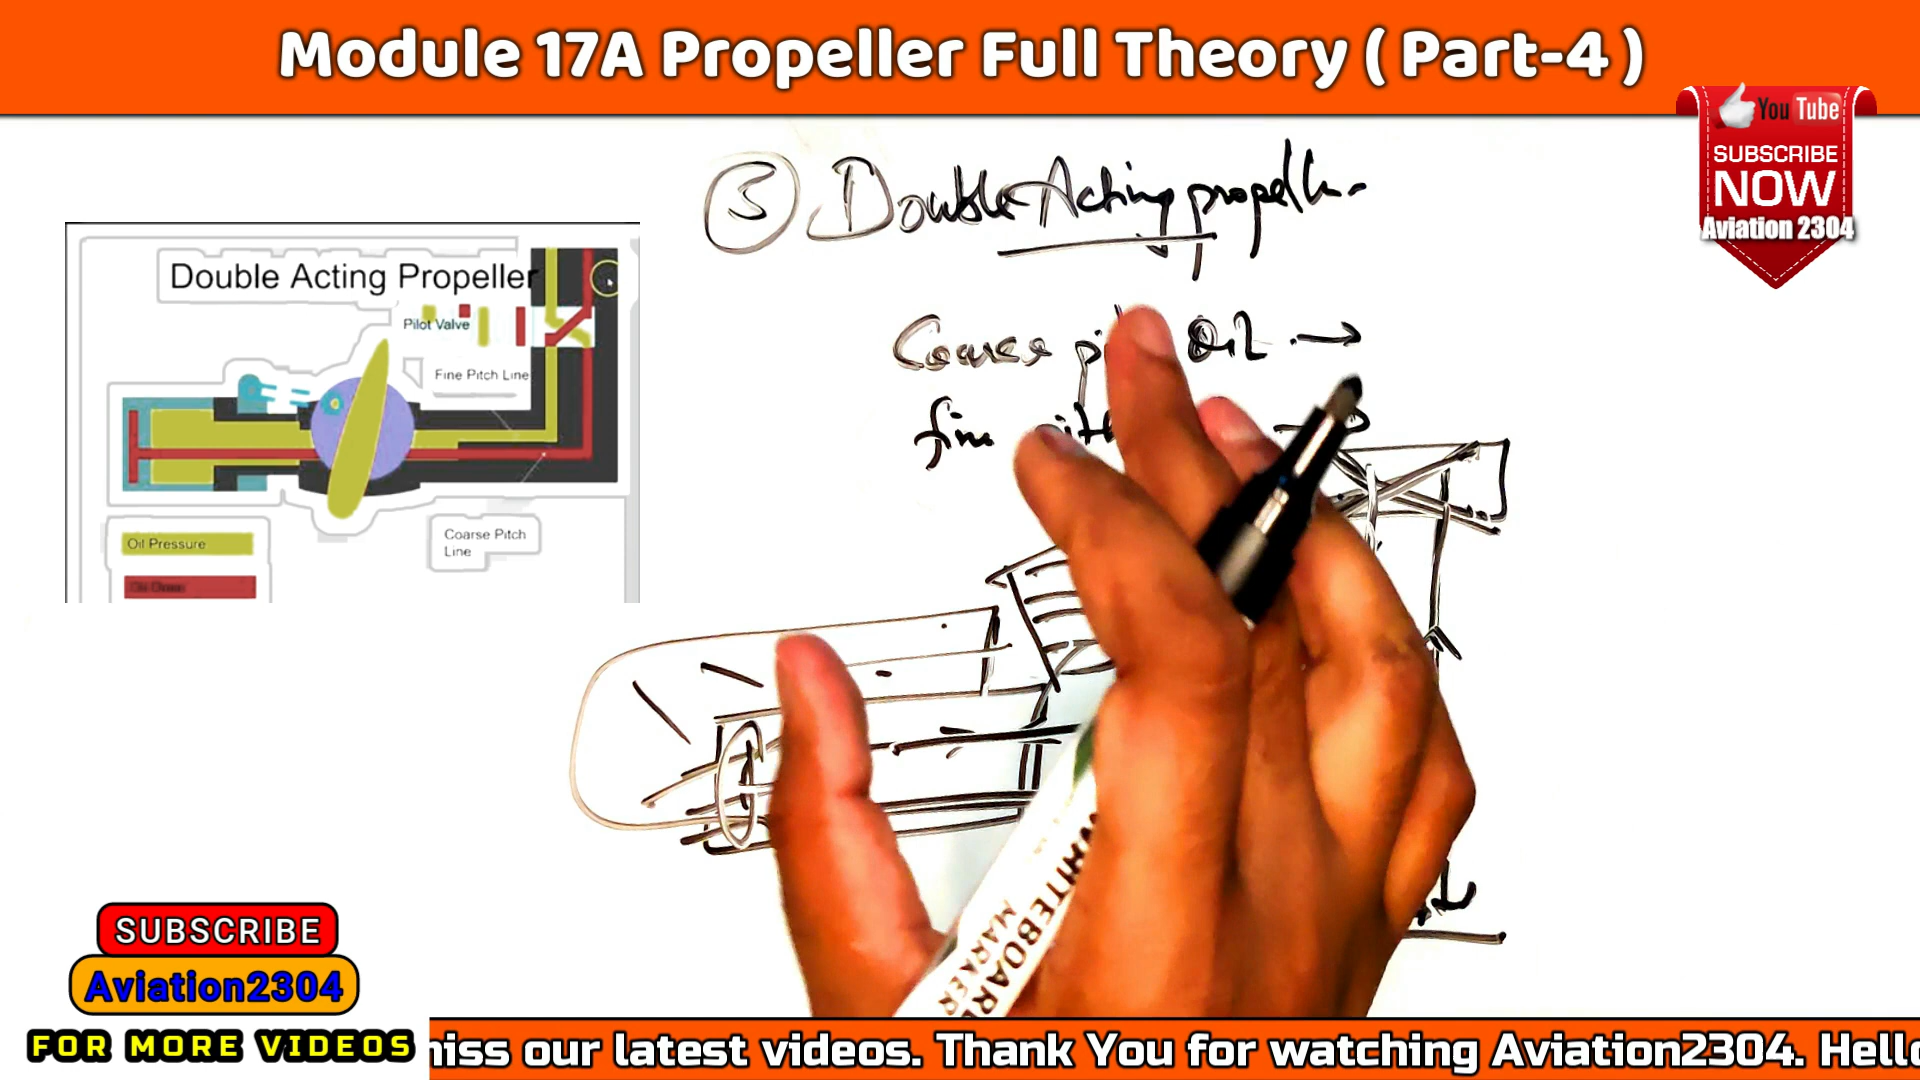 Module 17A Propeller Full Theory ( Part-4 )
You Tube
SUBSCRIBE
NOW
Aviation 2304
3 Double Acting propeller
Coarse Oil →
fine
Double Acting Propeller
Pilot Valve
Fine Pitch Line
Coarse Pitch
Line
Oil Pressure
WHITEBOARD
MARKER
SUBSCRIBE
Aviation2304
FOR MORE VIDEOS
miss our latest videos. Thank You for watching Aviation2304. Hello